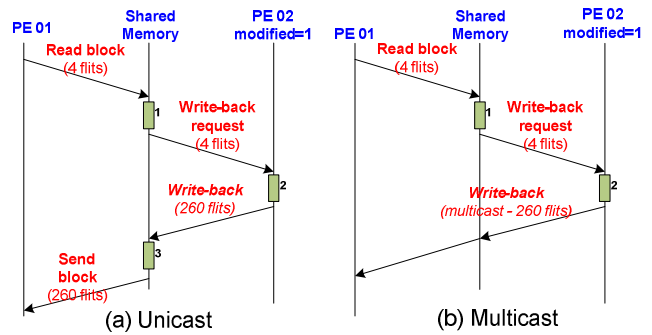 PE 01
Shared
Memory
PE 02
modified=1
Read block
(4 flits)
1
Write-back
request
(4 flits)
2
Write-back
(260 flits)
3
Send
block
(260 flits)
(a) Unicast
PE 01
Shared
Memory
PE 02
modified=1
Read block
(4 flits)
1
Write-back
request
(4 flits)
2
Write-back
(multicast - 260 flits)
(b) Multicast